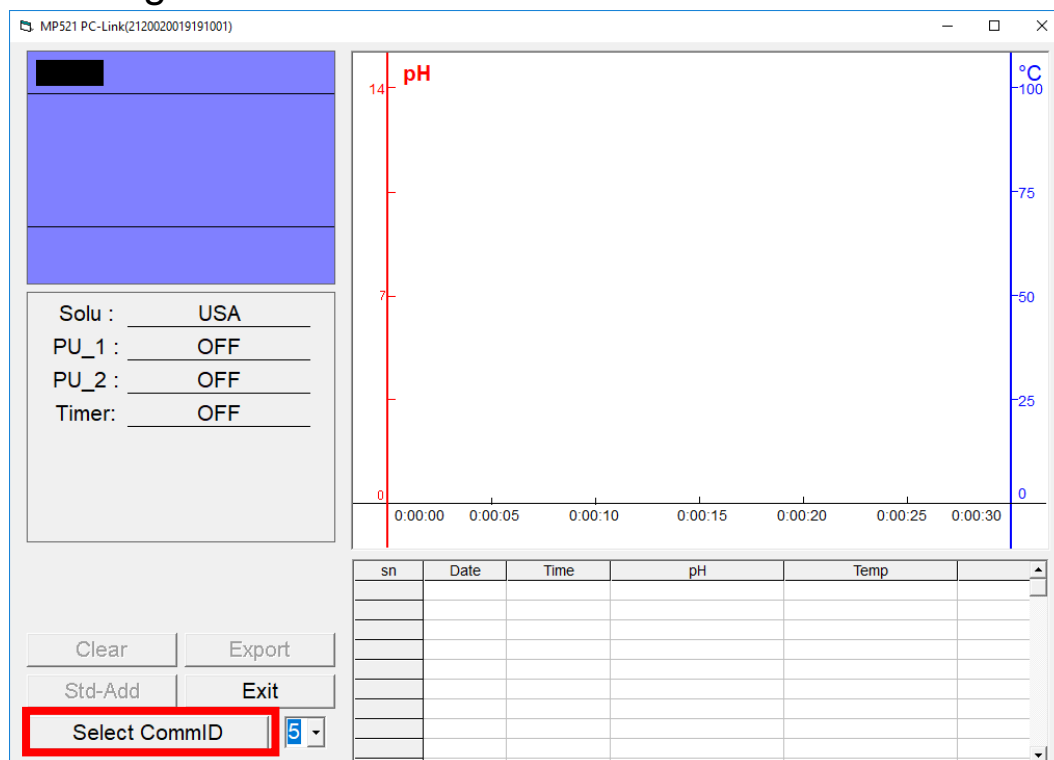 MP521 PC-Link(2120020019191001)
pH
°C
14
100
75
7
50
25
0
0
0:00:00 0:00:05 0:00:10 0:00:15 0:00:20 0:00:25 0:00:30
Solu : USA
PU_1 : OFF
PU_2 : OFF
Timer: OFF
sn Date Time pH Temp
Clear Export
Std-Add Exit
Select CommID 5